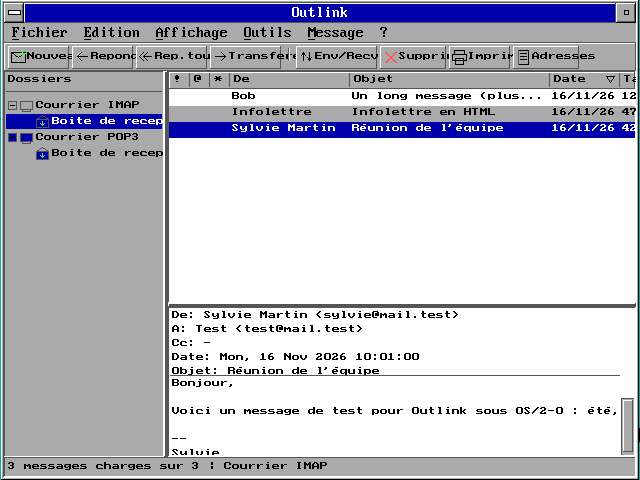 Outlink
Fichier Edition Affichage Outils Message ?
Nouvea Repond Rep.tou Transfere Env/Recv Supprim Imprim Adresses
Dossiers
! @ * De Objet Date Ta
Courrier IMAP
Boite de recep
Courrier POP3
Boite de recep
Bob Un long message (plus... 16/11/26 12
Infolettre Infolettre en HTML 16/11/26 47
Sylvie Martin Réunion de l'équipe 16/11/26 42
De: Sylvie Martin <sylvie@mail.test>
A: Test <test@mail.test>
Cc: -
Date: Mon, 16 Nov 2026 10:01:00
Objet: Réunion de l'équipe
Bonjour,
Voici un message de test pour Outlink sous OS/2-O : été,
--
Sylvie
3 messages charges sur 3 ¦ Courrier IMAP